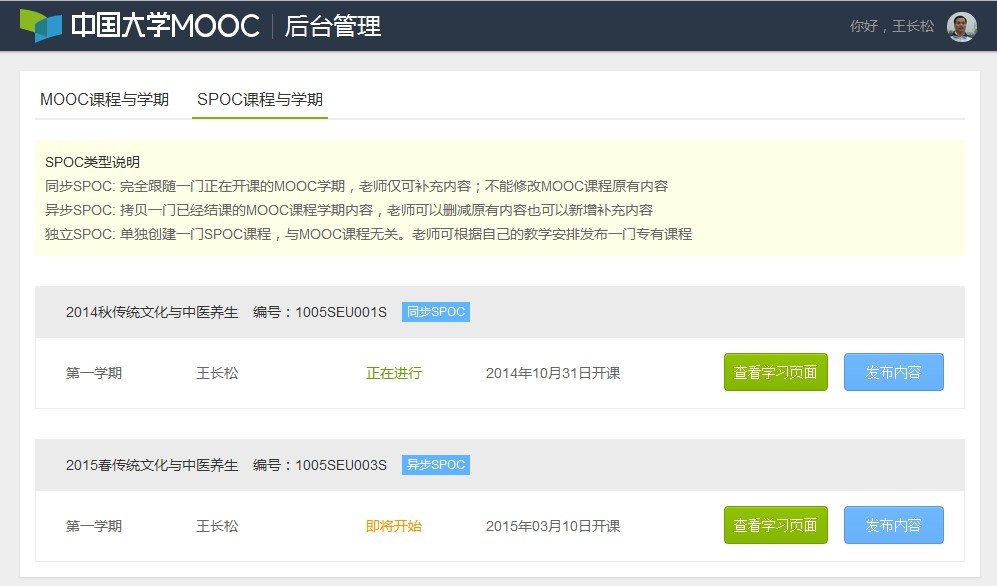 中国大学MOOC 后台管理 你好，王长松
MOOC课程与学期 SPOC课程与学期
SPOC类型说明
同步SPOC: 完全跟随一门正在开课的MOOC学期，老师仅可补充内容；不能修改MOOC课程原有内容
异步SPOC: 拷贝一门已经结课的MOOC课程学期内容，老师可以删减原有内容也可以新增补充内容
独立SPOC: 单独创建一门SPOC课程，与MOOC课程无关。老师可根据自己的教学安排发布一门专有课程
2014秋传统文化与中医养生 编号：1005SEU001S 同步SPOC
第一学期 王长松 正在进行 2014年10月31日开课 查看学习页面 发布内容
2015春传统文化与中医养生 编号：1005SEU003S 异步SPOC
第一学期 王长松 即将开始 2015年03月10日开课 查看学习页面 发布内容